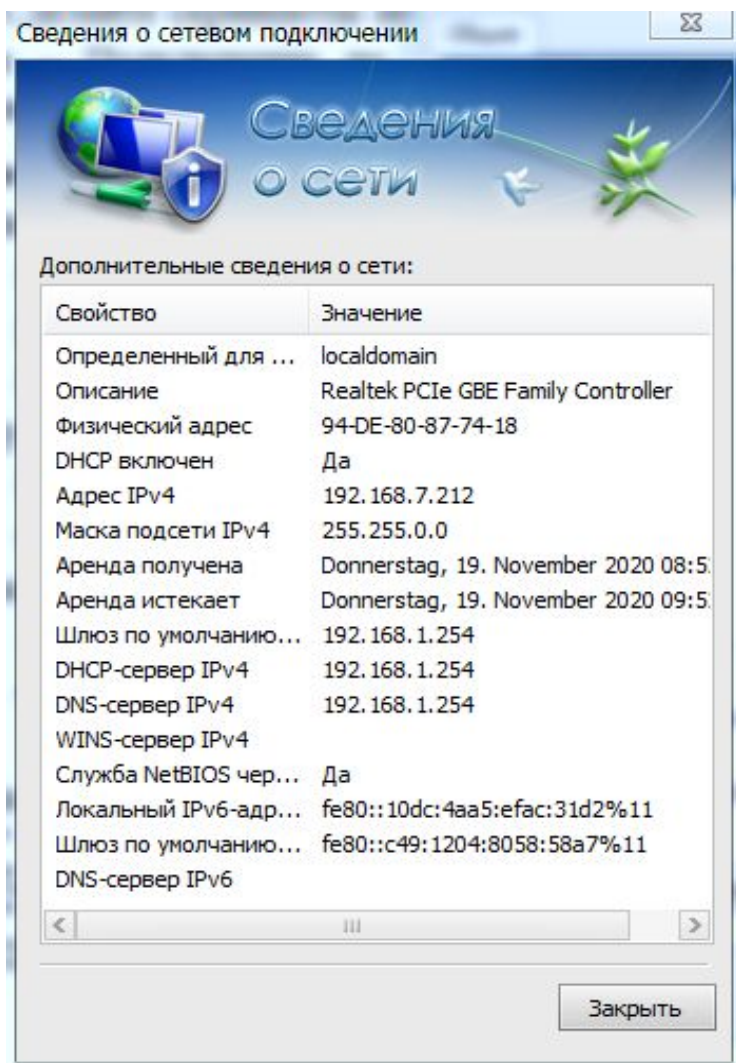 Сведения о сетевом подключении
Сведения
о сети
Дополнительные сведения о сети:
Свойство Значение
Определенный для ... localdomain
Описание Realtek PCIe GBE Family Controller
Физический адрес 94-DE-80-87-74-18
DHCP включен Да
Адрес IPv4 192.168.7.212
Маска подсети IPv4 255.255.0.0
Аренда получена Donnerstag, 19. November 2020 08:5
Аренда истекает Donnerstag, 19. November 2020 09:5
Шлюз по умолчанию... 192.168.1.254
DHCP-сервер IPv4 192.168.1.254
DNS-сервер IPv4 192.168.1.254
WINS-сервер IPv4
Служба NetBIOS чер... Да
Локальный IPv6-адр... fe80::10dc:4aa5:efac:31d2%11
Шлюз по умолчанию... fe80::c49:1204:8058:58a7%11
DNS-сервер IPv6
Закрыть